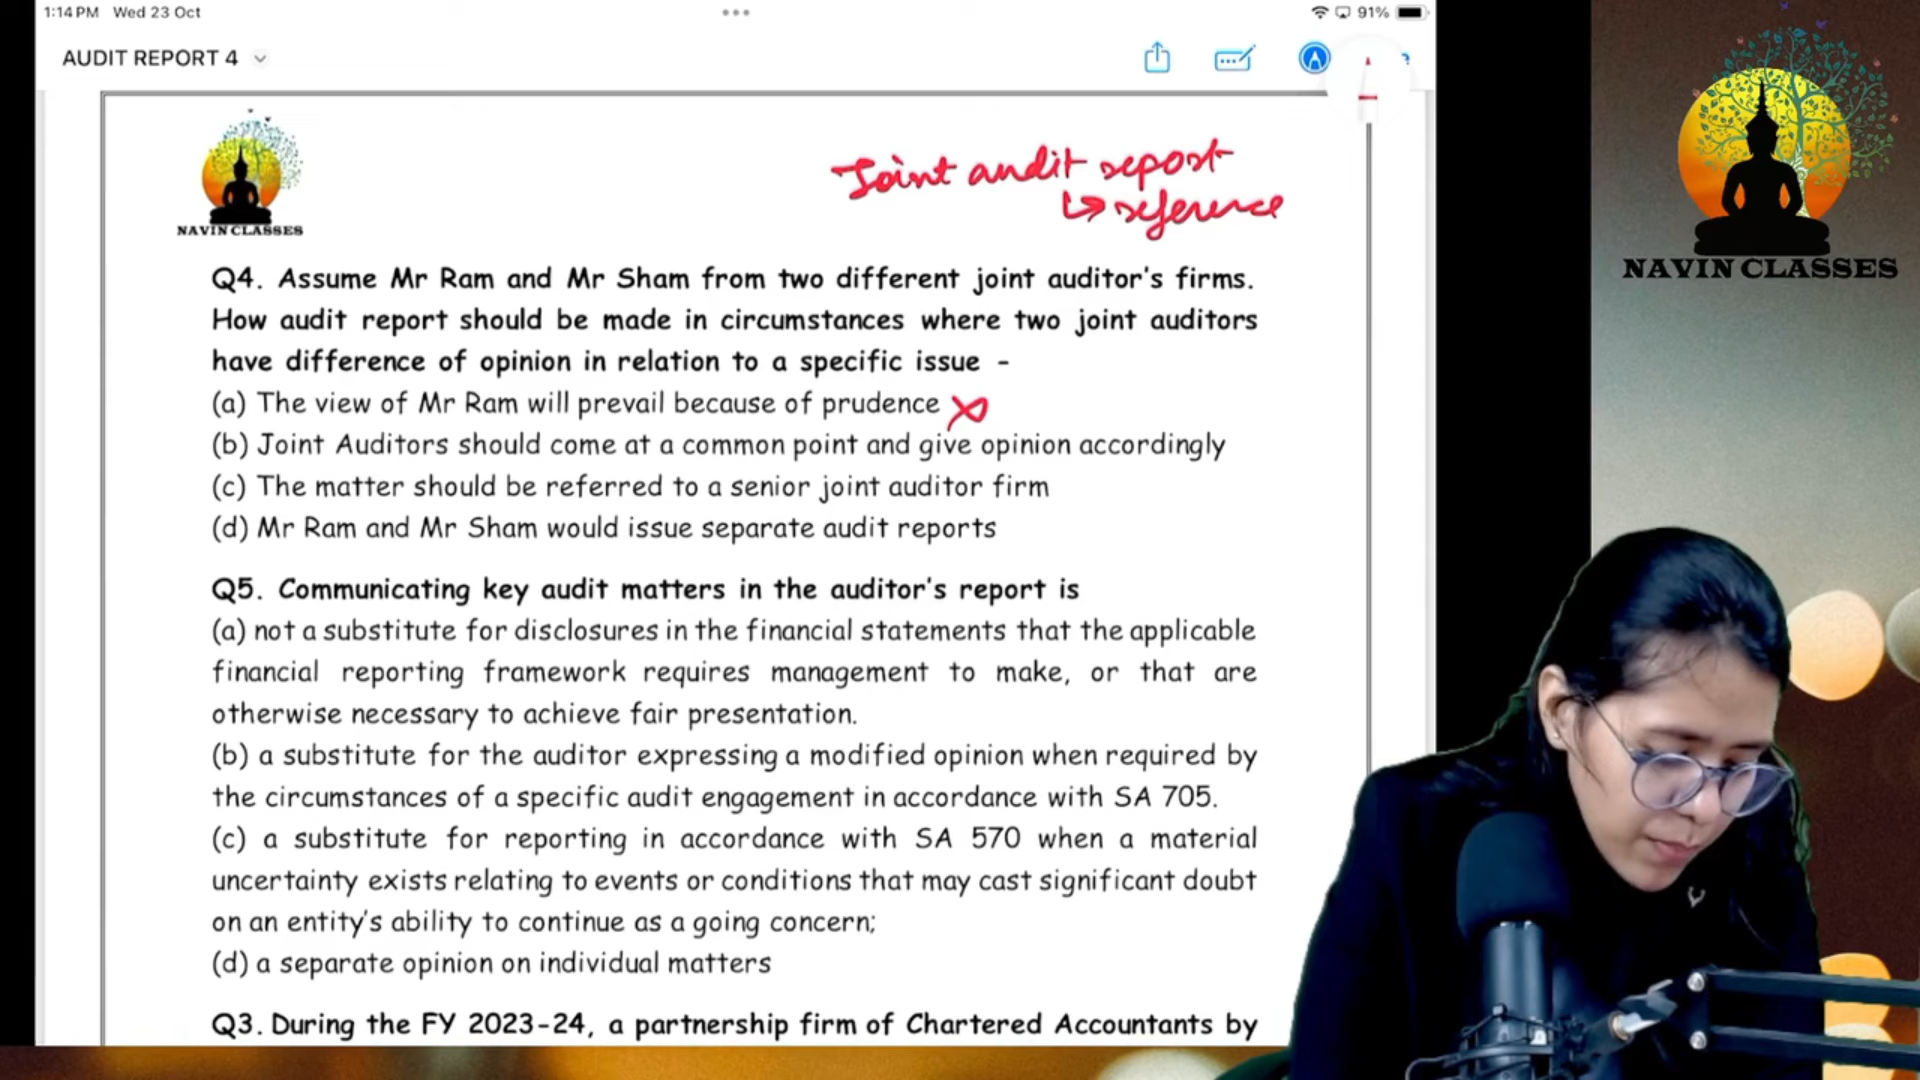 1:14 PM Wed 23 Oct
91%
AUDIT REPORT 4
NAVIN CLASSES
Joint audit report
↳ reference
NAVIN CLASSES
Q4. Assume Mr Ram and Mr Sham from two different joint auditor's firms.
How audit report should be made in circumstances where two joint auditors
have difference of opinion in relation to a specific issue -
(a) The view of Mr Ram will prevail because of prudence
(b) Joint Auditors should come at a common point and give opinion accordingly
(c) The matter should be referred to a senior joint auditor firm
(d) Mr Ram and Mr Sham would issue separate audit reports
Q5. Communicating key audit matters in the auditor's report is
(a) not a substitute for disclosures in the financial statements that the applicable
financial reporting framework requires management to make, or that are
otherwise necessary to achieve fair presentation.
(b) a substitute for the auditor expressing a modified opinion when required by
the circumstances of a specific audit engagement in accordance with SA 705.
(c) a substitute for reporting in accordance with SA 570 when a material
uncertainty exists relating to events or conditions that may cast significant doubt
on an entity's ability to continue as a going concern;
(d) a separate opinion on individual matters
Q3. During the FY 2023-24, a partnership firm of Chartered Accountants by